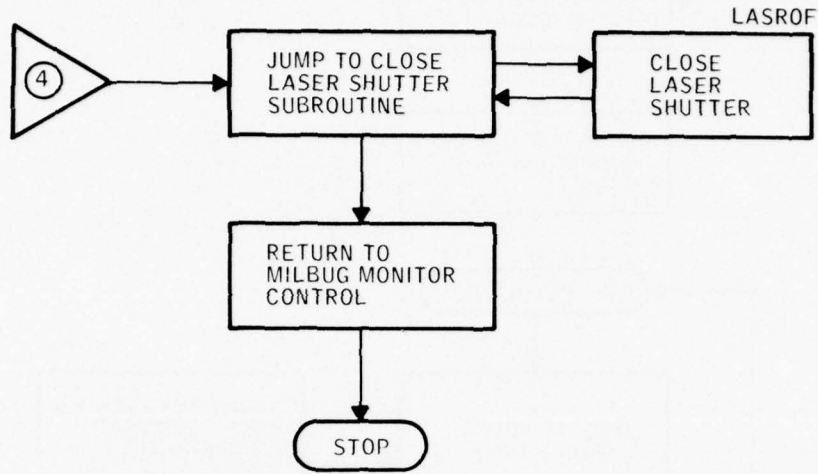 LASROF
4
JUMP TO CLOSE
LASER SHUTTER
SUBROUTINE
CLOSE
LASER
SHUTTER
RETURN TO
MILBUG MONITOR
CONTROL
STOP